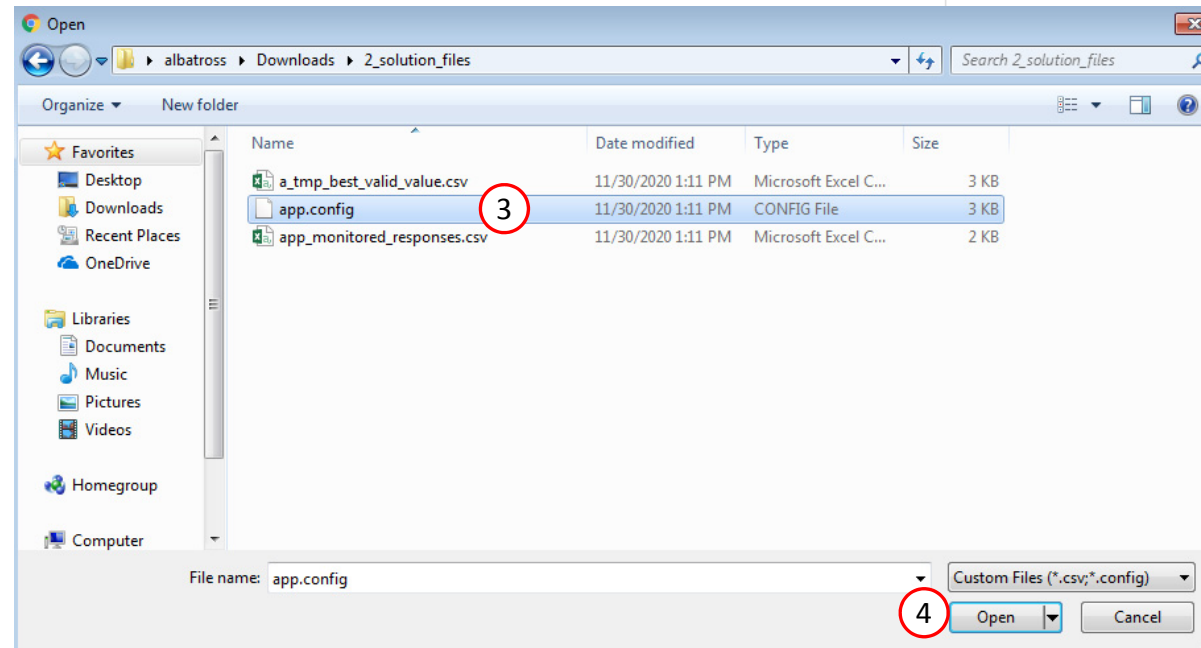 Open
albatross Downloads 2_solution_files Search 2_solution_files
Organize New folder
Name Date modified Type Size
Favorites
Desktop a_tmp_best_valid_value.csv 11/30/2020 1:11 PM Microsoft Excel C... 3 KB
Downloads app.config 3 11/30/2020 1:11 PM CONFIG File 3 KB
Recent Places app_monitored_responses.csv 11/30/2020 1:11 PM Microsoft Excel C... 2 KB
OneDrive
Libraries
Documents
Music
Pictures
Videos
Homegroup
Computer
File name: app.config Custom Files (*.csv;*.config)
4 Open Cancel